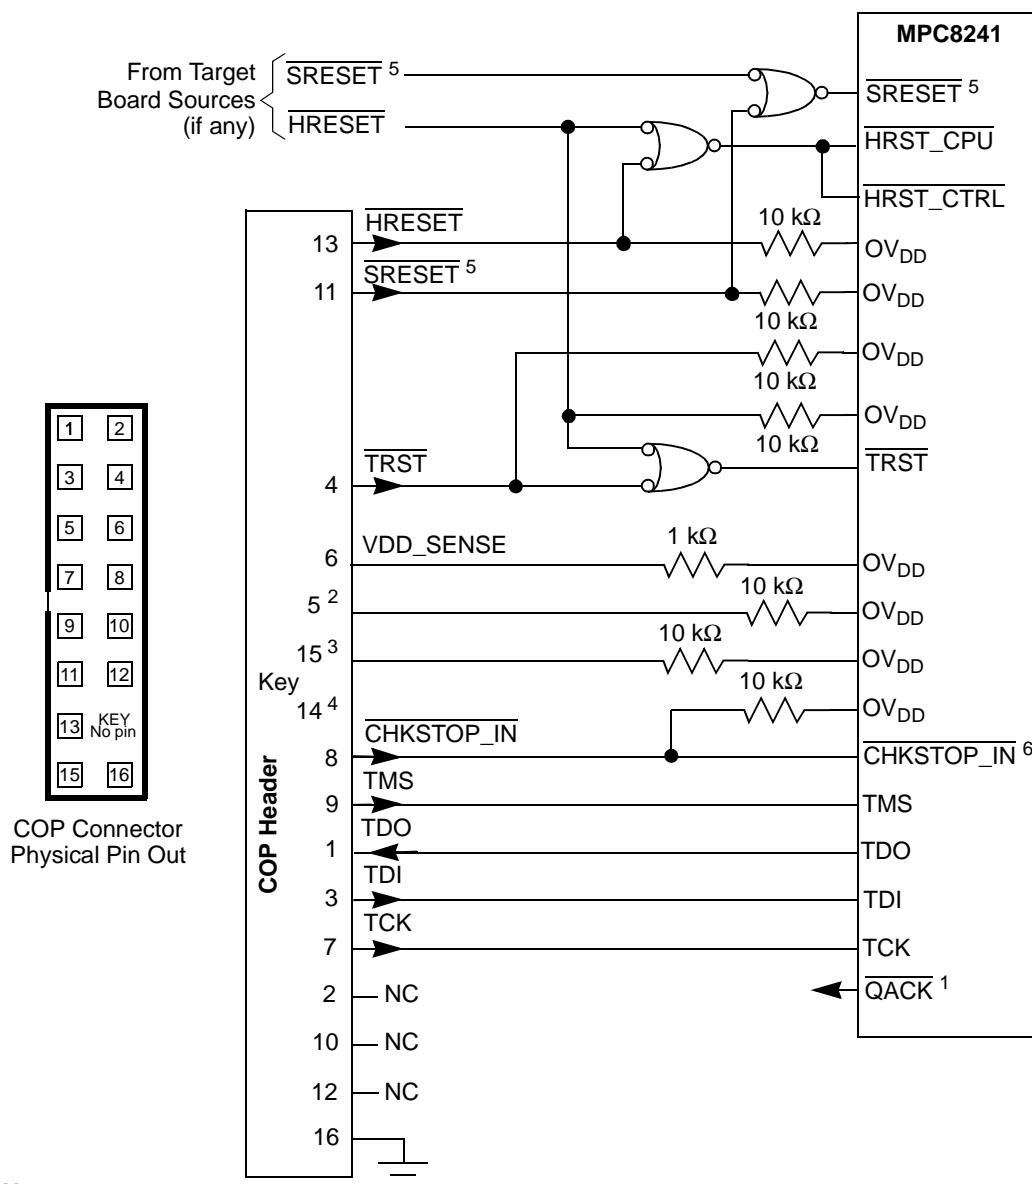 MPC8241
From Target
Board Sources
(if any)
SRESET 5
HRESET
SRESET 5
HRST_CPU
HRST_CTRL
13
HRESET
10 kΩ
OVDD
11
SRESET 5
10 kΩ
OVDD
10 kΩ
OVDD
10 kΩ
OVDD
4
TRST
TRST
6
VDD_SENSE
1 kΩ
OVDD
5 2
10 kΩ
OVDD
15 3
10 kΩ
OVDD
Key
14 4
10 kΩ
OVDD
8
CHKSTOP_IN
CHKSTOP_IN 6
9
TMS
TMS
1
TDO
TDO
3
TDI
TDI
7
TCK
TCK
QACK 1
2
NC
10
NC
12
NC
16
COP Header
1 2
3 4
5 6
7 8
9 10
11 12
13 KEY
No pin
15 16
COP Connector
Physical Pin Out